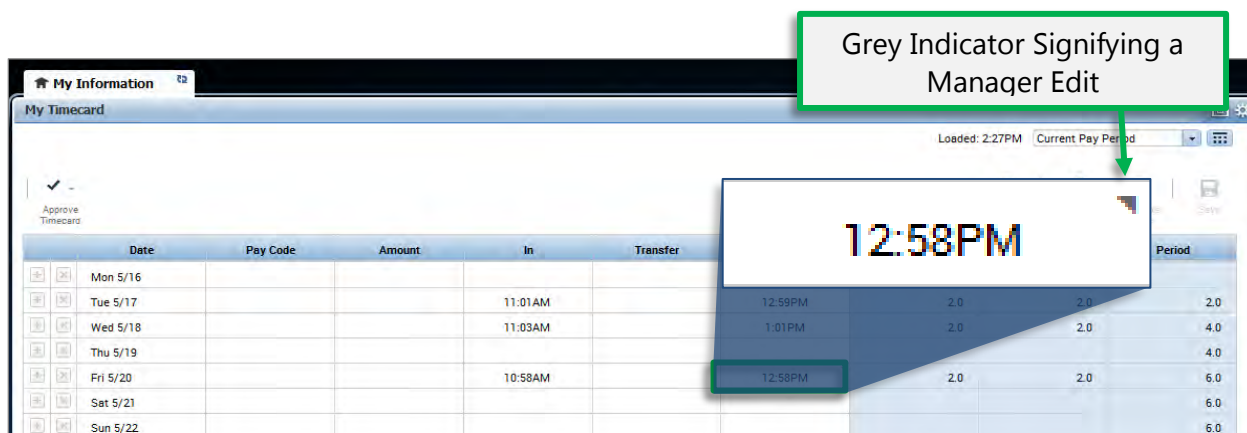 Grey Indicator Signifying a
Manager Edit
My Information
My Timecard
Loaded: 2:27PM Current Pay Period
Approve
Timecard
Save
12:58PM
Date Pay Code Amount In Transfer Period
Mon 5/16
Tue 5/17 11:01AM 12:59PM 2.0 2.0 2.0
Wed 5/18 11:03AM 1:01PM 2.0 2.0 4.0
Thu 5/19 4.0
Fri 5/20 10:58AM 12:58PM 2.0 2.0 6.0
Sat 5/21 6.0
Sun 5/22 6.0